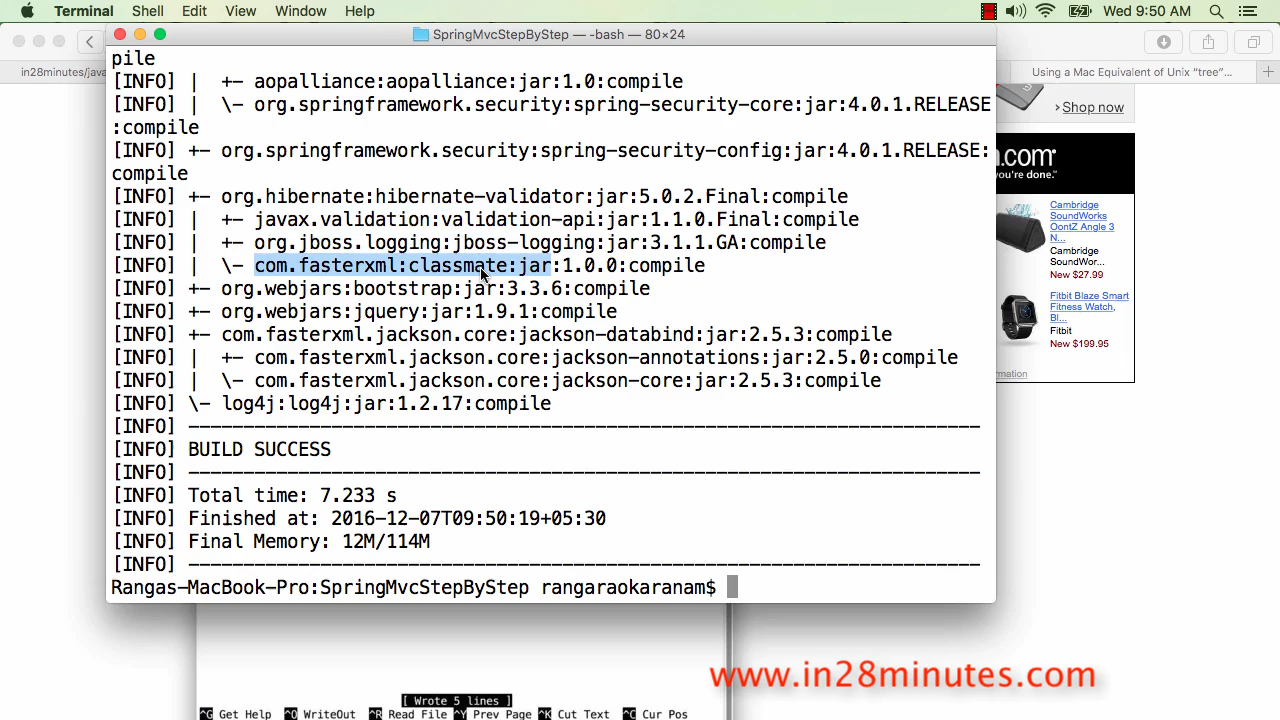 Terminal Shell Edit View Window Help Wed 9:50 AM
SpringMvcStepByStep — -bash — 80×24
in28minutes/java
Using a Mac Equivalent of Unix “tree”...
pile
[INFO] |  +- aopalliance:aopalliance:jar:1.0:compile
[INFO] |  \- org.springframework.security:spring-security-core:jar:4.0.1.RELEASE
:compile
[INFO] +- org.springframework.security:spring-security-config:jar:4.0.1.RELEASE:
compile
[INFO] +- org.hibernate:hibernate-validator:jar:5.0.2.Final:compile
[INFO] |  +- javax.validation:validation-api:jar:1.1.0.Final:compile
[INFO] |  +- org.jboss.logging:jboss-logging:jar:3.1.1.GA:compile
[INFO] |  \- com.fasterxml:classmate:jar:1.0.0:compile
[INFO] +- org.webjars:bootstrap:jar:3.3.6:compile
[INFO] +- org.webjars:jquery:jar:1.9.1:compile
[INFO] +- com.fasterxml.jackson.core:jackson-databind:jar:2.5.3:compile
[INFO] |  +- com.fasterxml.jackson.core:jackson-annotations:jar:2.5.0:compile
[INFO] |  \- com.fasterxml.jackson.core:jackson-core:jar:2.5.3:compile
[INFO] \- log4j:log4j:jar:1.2.17:compile
[INFO] ------------------------------------------------------------------------
[INFO] BUILD SUCCESS
[INFO] ------------------------------------------------------------------------
[INFO] Total time: 7.233 s
[INFO] Finished at: 2016-12-07T09:50:19+05:30
[INFO] Final Memory: 12M/114M
[INFO] ------------------------------------------------------------------------
Rangas-MacBook-Pro:SpringMvcStepByStep rangaraokaranam$
› Shop now
n.com
you're done.™
Cambridge
SoundWorks
OontZ Angle 3
N...
Cambridge
SoundWor...
New $27.99
Fitbit Blaze Smart
Fitness Watch,
Bl...
Fitbit
New $199.95
rmation
www.in28minutes.com
[ Wrote 5 lines ]
^G Get Help ^O WriteOut ^R Read File ^Y Prev Page ^K Cut Text ^C Cur Pos